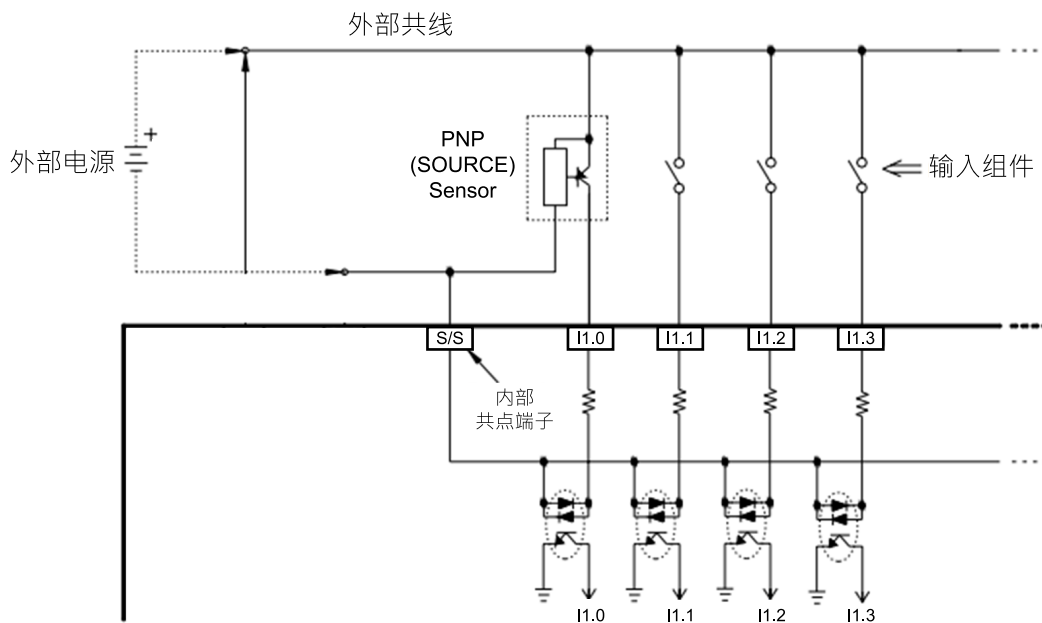 外部共线
+
外部电源
PNP
(SOURCE)
Sensor
输入组件
S/S
I1.0
I1.1
I1.2
I1.3
内部
共点端子
I1.0
I1.1
I1.2
I1.3